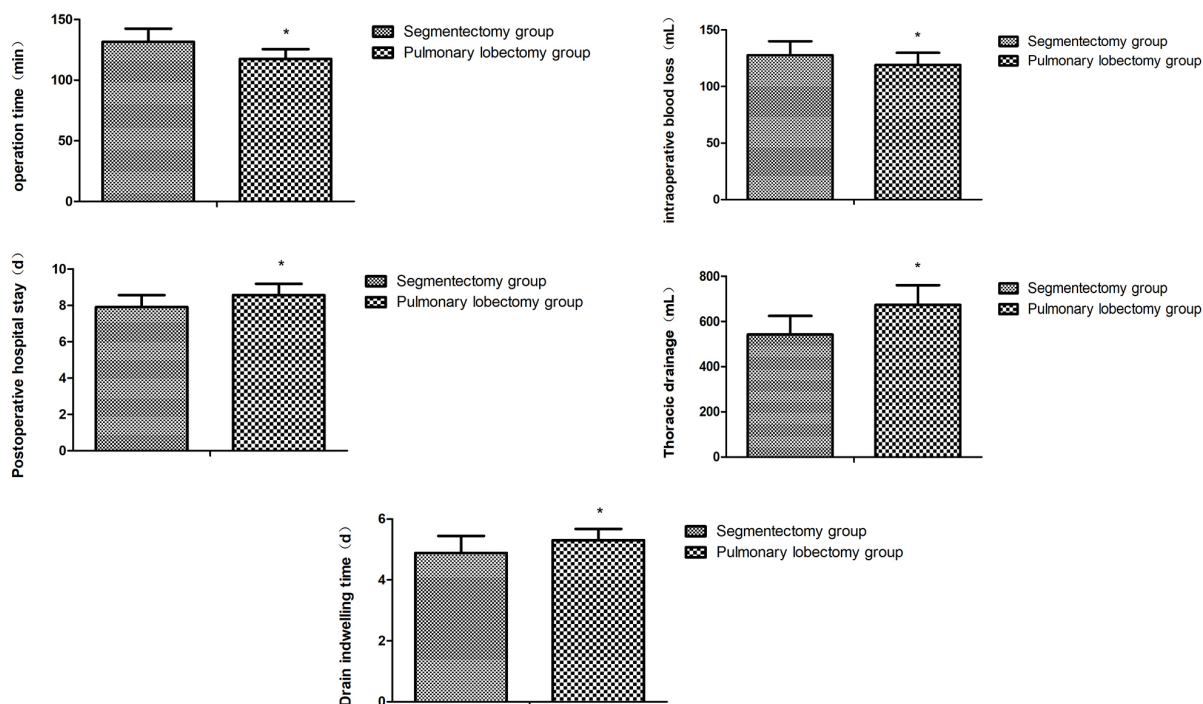 operation time（min）
150
100
50
0
*
Segmentectomy group
Pulmonary lobectomy group
intraoperative blood loss（mL）
150
100
50
0
*
Segmentectomy group
Pulmonary lobectomy group
Postoperative hospital stay（d）
10
8
6
4
2
0
*
Segmentectomy group
Pulmonary lobectomy group
Thoracic drainage（mL）
800
600
400
200
0
*
Segmentectomy group
Pulmonary lobectomy group
Drain indwelling time（d）
6
4
2
0
*
Segmentectomy group
Pulmonary lobectomy group